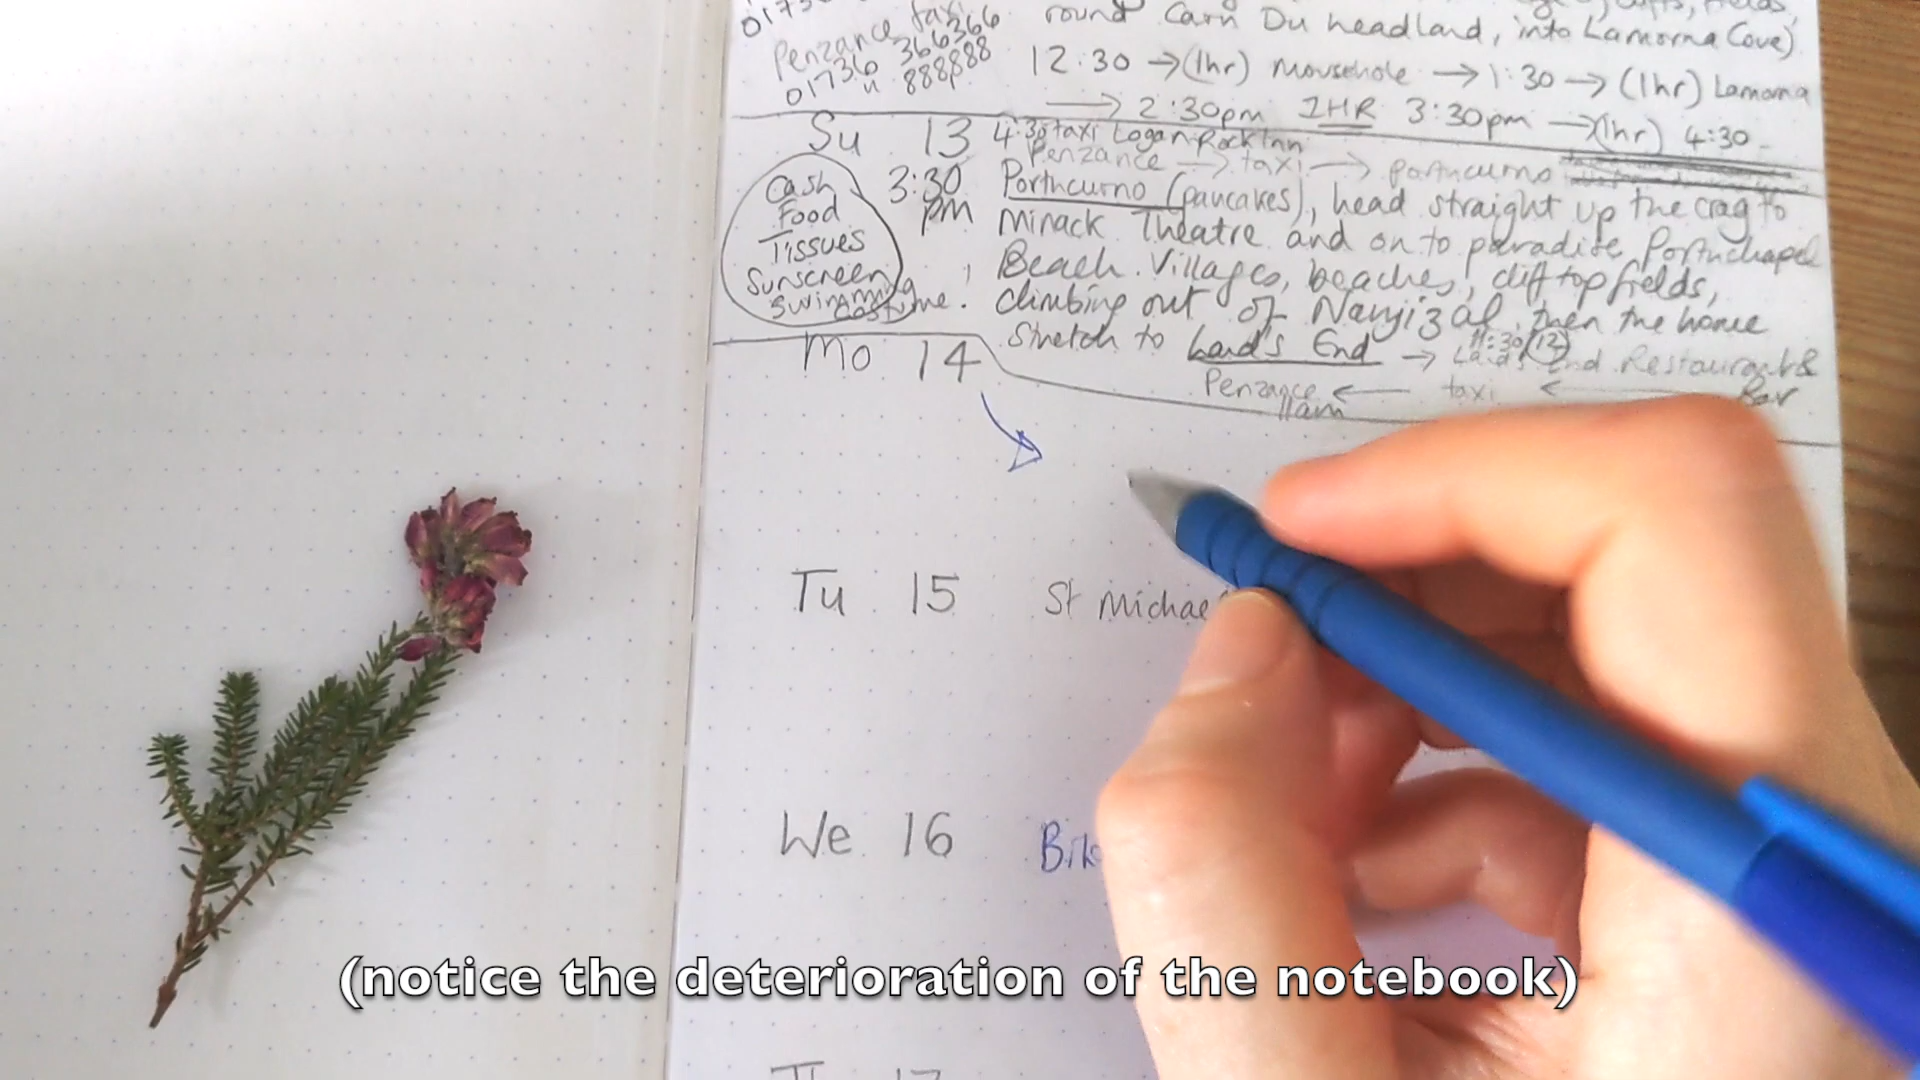 Penzance taxi
01736 366366
" 888888
round Carn Du headland, into Lamorna Cove)
12:30 → (1hr) Mousehole → 1:30 → (1hr) Lamorna
→ 2:30pm 1HR 3:30pm → (1hr) 4:30
Su 13 4:30 taxi Logan Rock Inn
Penzance → taxi → porthcurno
Cash
Food
Tissues
Sunscreen
Swimming
costume.
3:30
pm
Porthcurno (pancakes), head straight up the crag to
Minack Theatre and on to paradise Porthchapel
Beach. Villages, beaches, cliff top fields,
climbing out of Nanjizal, then the home
stretch to Land's End → Land's End Restaurant &
Bar
11:30 (12)
Penzance ← taxi ←
11am
Mo 14
Tu 15 St Michae
We 16 Bik
(notice the deterioration of the notebook)